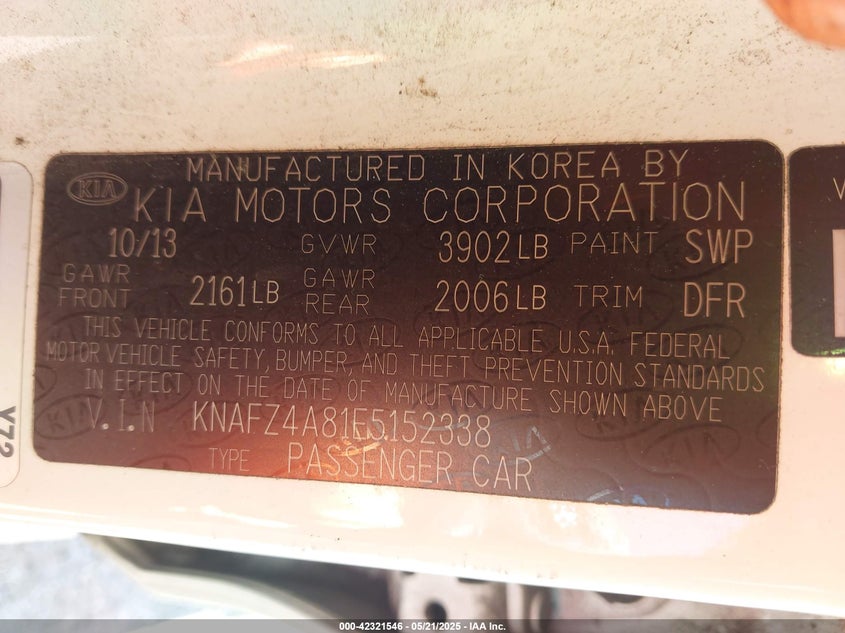 MANUFACTURED IN KOREA BY
KIA
KIA MOTORS CORPORATION
10/13 GVWR 3902LB PAINT SWP
GAWR FRONT 2161LB GAWR REAR 2006LB TRIM DFR
THIS VEHICLE CONFORMS TO ALL APPLICABLE U.S.A. FEDERAL
MOTOR VEHICLE SAFETY, BUMPER, AND THEFT PREVENTION STANDARDS
IN EFFECT ON THE DATE OF MANUFACTURE SHOWN ABOVE
V.I.N KNAFZ4A81E5152338
TYPE PASSENGER CAR
Y72
V
000-42321546 — 05/21/2025 — IAA Inc.